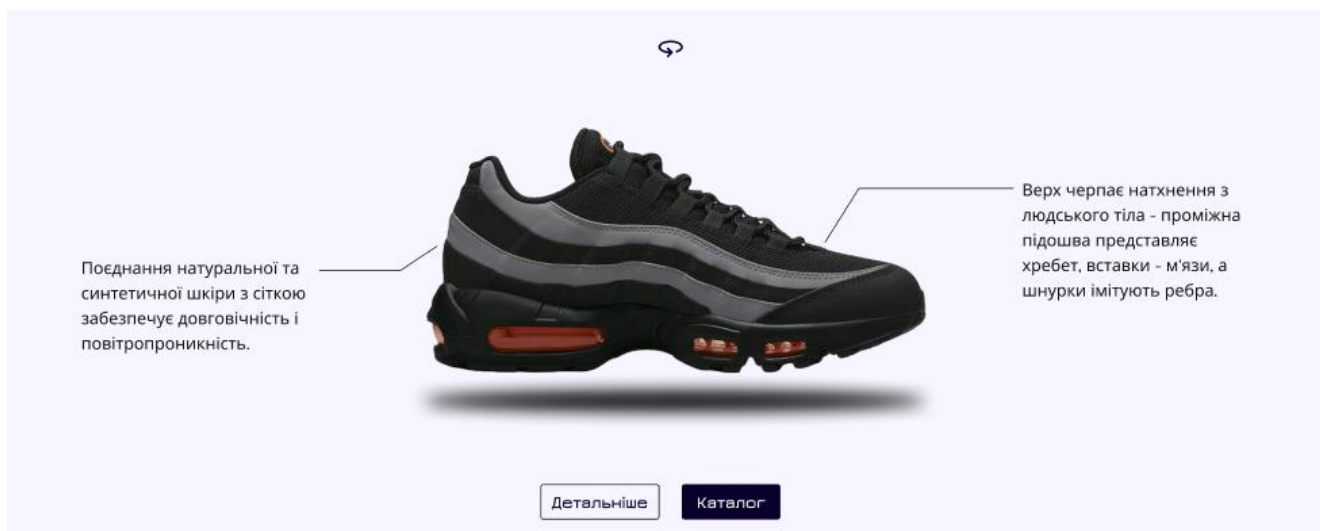 Поєднання натуральної та
синтетичної шкіри з сіткою
забезпечує довговічність і
повітропроникність.
Верх черпає натхнення з
людського тіла - проміжна
підошва представляє
хребет, вставки - м'язи, а
шнурки імітують ребра.
Детальніше
Каталог